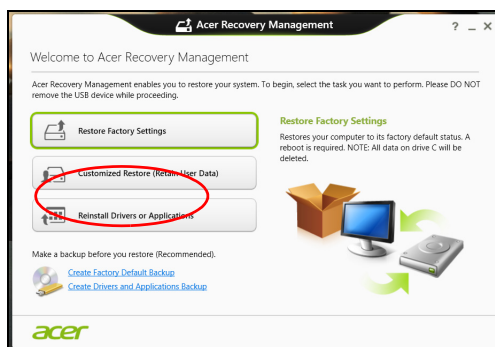 Acer Recovery Management
Welcome to Acer Recovery Management
Acer Recovery Management enables you to restore your system. To begin, select the task you want to perform. Please DO NOT
remove the USB device while proceeding.
Restore Factory Settings
Customized Restore (Retain User Data)
Reinstall Drivers or Applications
Restore Factory Settings
Restores your computer to its factory default status. A
reboot is required. NOTE: All data on drive C will be
deleted.
Make a backup before you restore (Recommended).
Create Factory Default Backup
Create Drivers and Applications Backup
acer